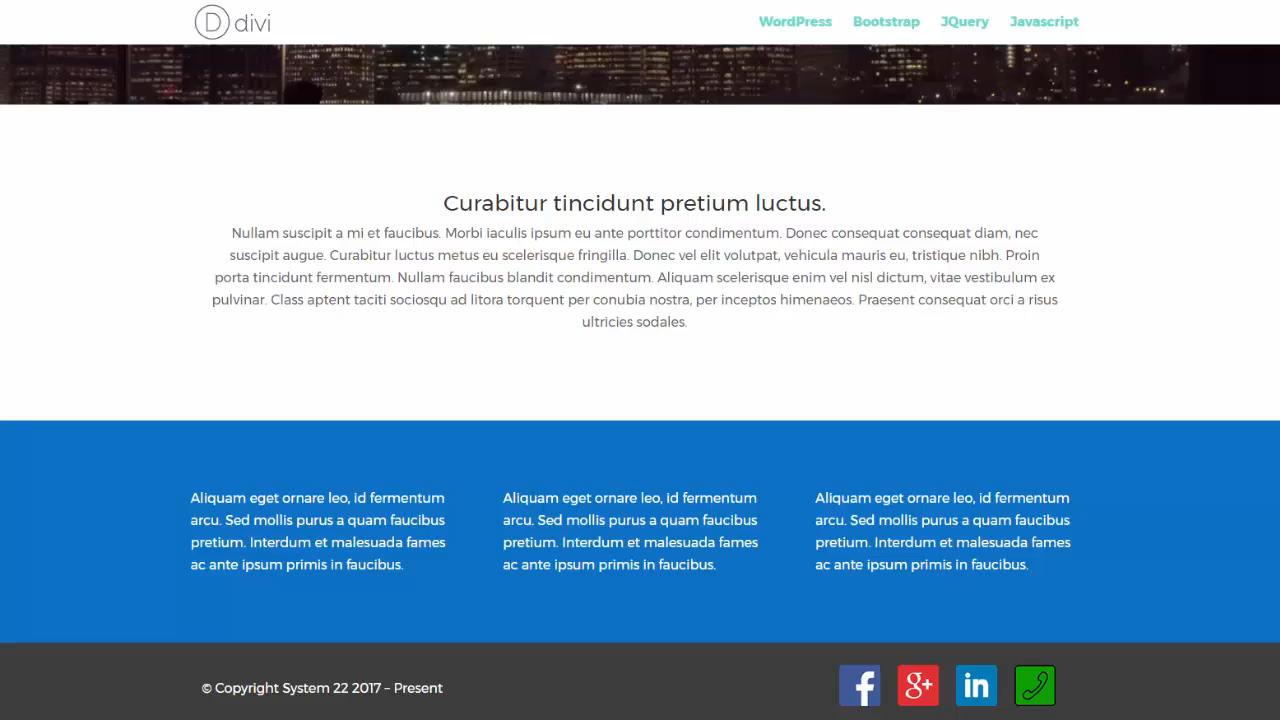 D divi
WordPress Bootstrap JQuery Javascript
Curabitur tincidunt pretium luctus.
Nullam suscipit a mi et faucibus. Morbi iaculis ipsum eu ante porttitor condimentum. Donec consequat consequat diam, nec
suscipit augue. Curabitur luctus metus eu scelerisque fringilla. Donec vel elit volutpat, vehicula mauris eu, tristique nibh. Proin
porta tincidunt fermentum. Nullam faucibus blandit condimentum. Aliquam scelerisque enim vel nisl dictum, vitae vestibulum ex
pulvinar. Class aptent taciti sociosqu ad litora torquent per conubia nostra, per inceptos himenaeos. Praesent consequat orci a risus
ultricies sodales.
Aliquam eget ornare leo, id fermentum
arcu. Sed mollis purus a quam faucibus
pretium. Interdum et malesuada fames
ac ante ipsum primis in faucibus.
Aliquam eget ornare leo, id fermentum
arcu. Sed mollis purus a quam faucibus
pretium. Interdum et malesuada fames
ac ante ipsum primis in faucibus.
Aliquam eget ornare leo, id fermentum
arcu. Sed mollis purus a quam faucibus
pretium. Interdum et malesuada fames
ac ante ipsum primis in faucibus.
© Copyright System 22 2017 – Present
f g+ in